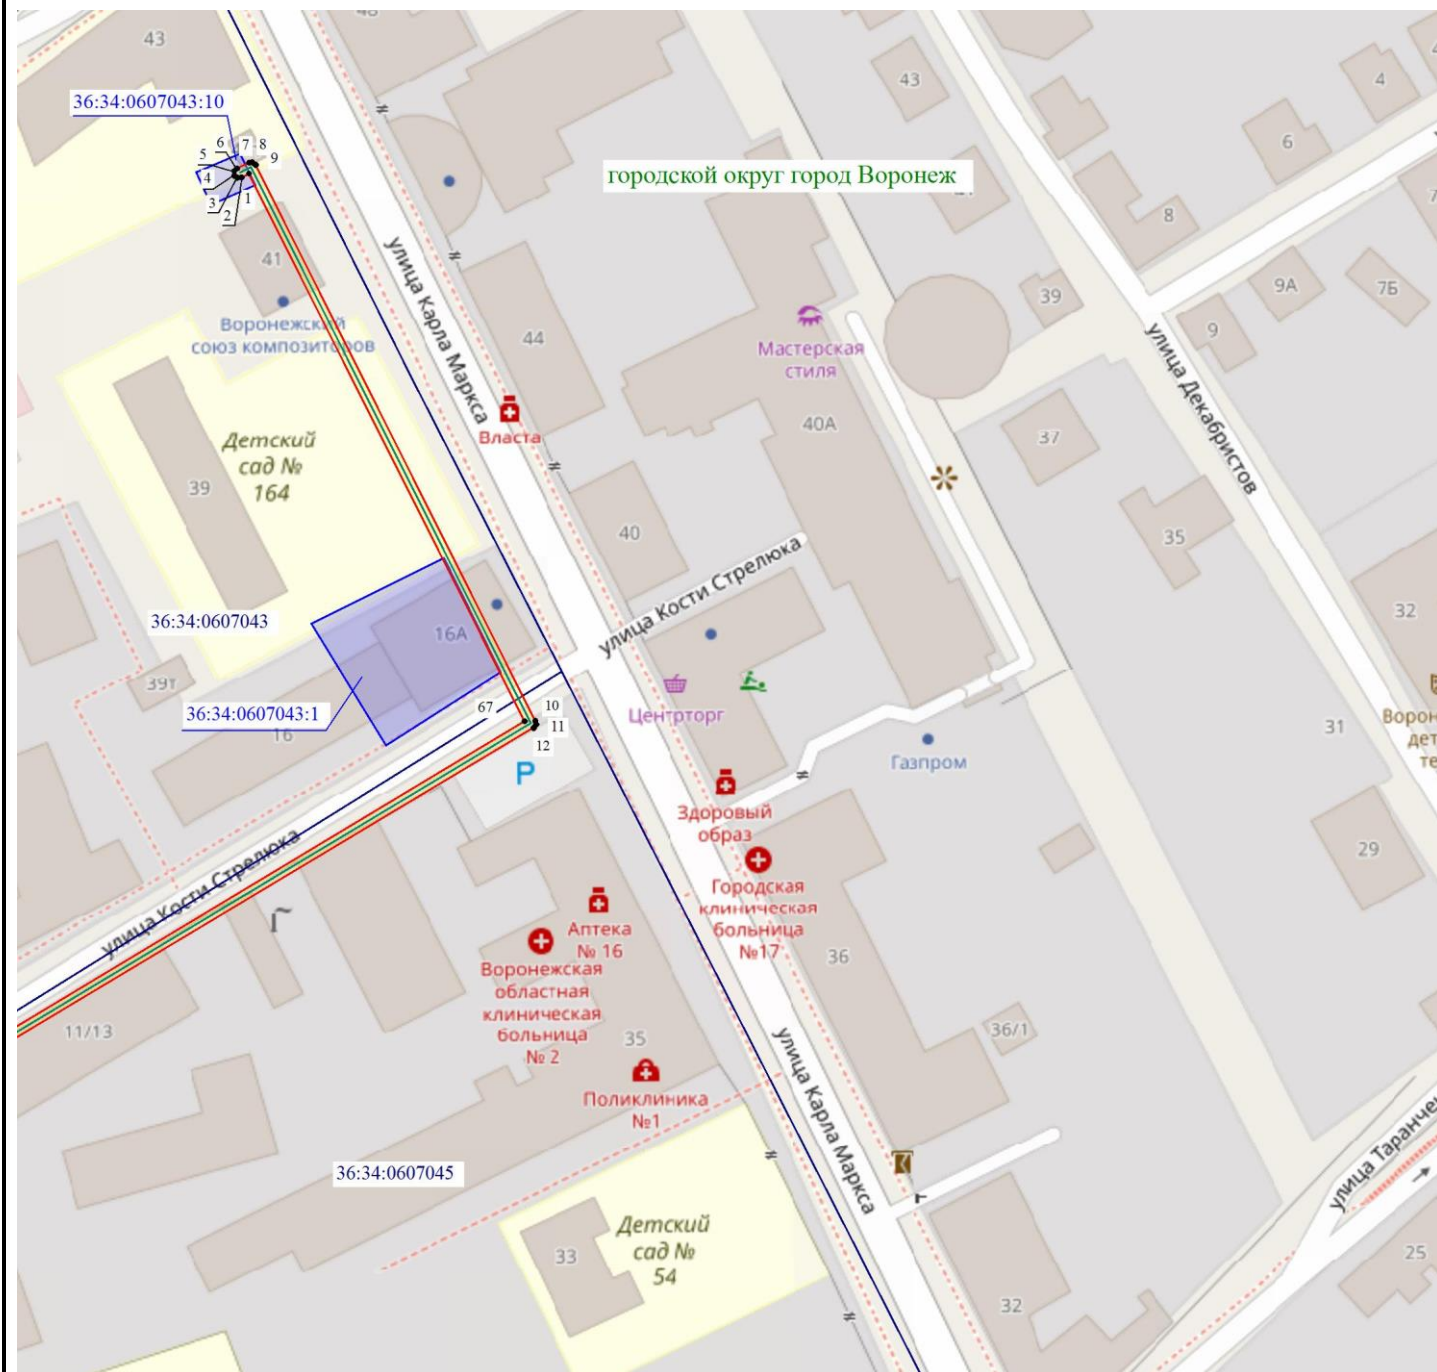 43
43
4
36:34:0607043:10
6
7
8
9
5
4
3
2
1
6
городской округ город Воронеж
8
улица Карла Маркса
41
39
9А
7Б
9
Воронежский
союз композиторов
44
Мастерская
стиля
улица Декабристов
Власта
40А
37
Детский
сад №
164
39
40
35
улица Кости Стрелюка
32
36:34:0607043
16А
39т
Центрторг
36:34:0607043:1
16
67
10
11
12
31
P
Газпром
Здоровый
образ
29
улица Кости Стрелюка
Городская
клиническая
больница
№17
Аптека
№ 16
36
Воронежская
областная
клиническая
больница
№ 2
11/13
35
36/1
улица Карла Маркса
Поликлиника
№1
36:34:0607045
Детский
сад №
54
33
25
32